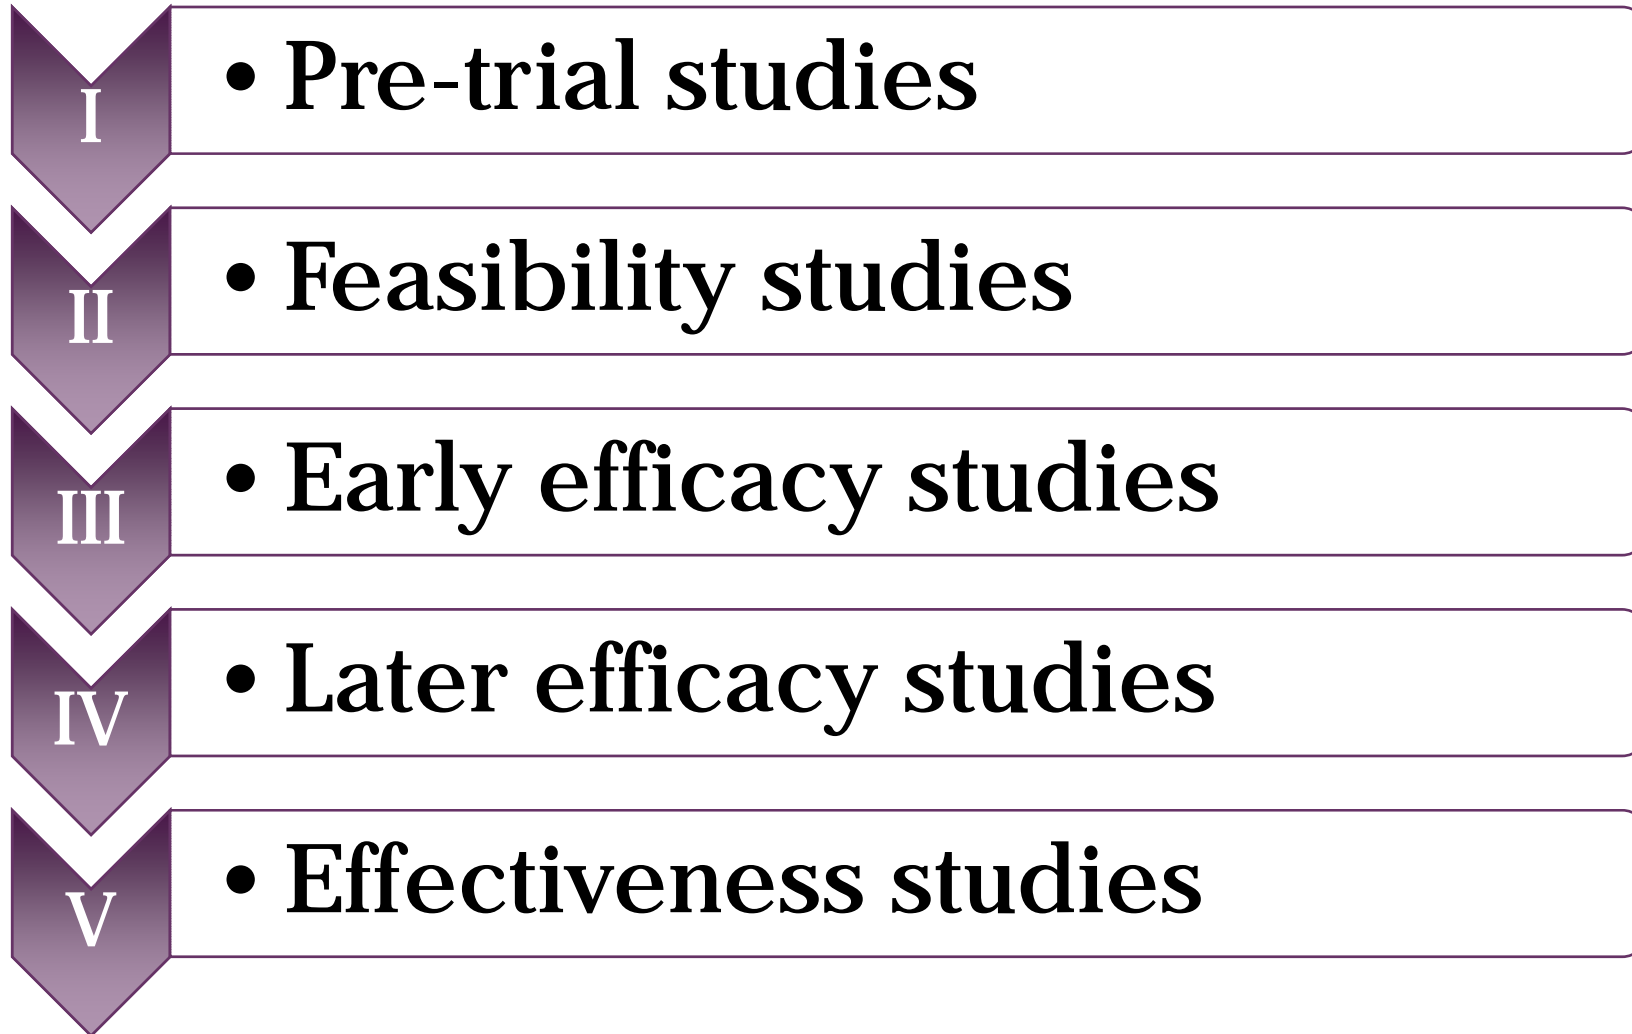 I
• Pre-trial studies
II
• Feasibility studies
III
• Early efficacy studies
IV
• Later efficacy studies
V
• Effectiveness studies